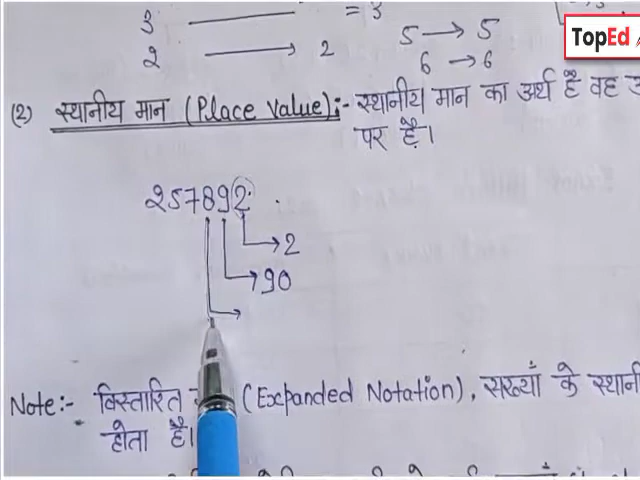 3 = 3
2 → 2
5 → 5
6 → 6
TopEd
(2) स्थानीय मान (Place Value):- स्थानीय मान का अर्थ है वह
पर है।
257892
2
90
Note:- विस्तारित (Expanded Notation), सख्याँ के स्थानी
होता है।